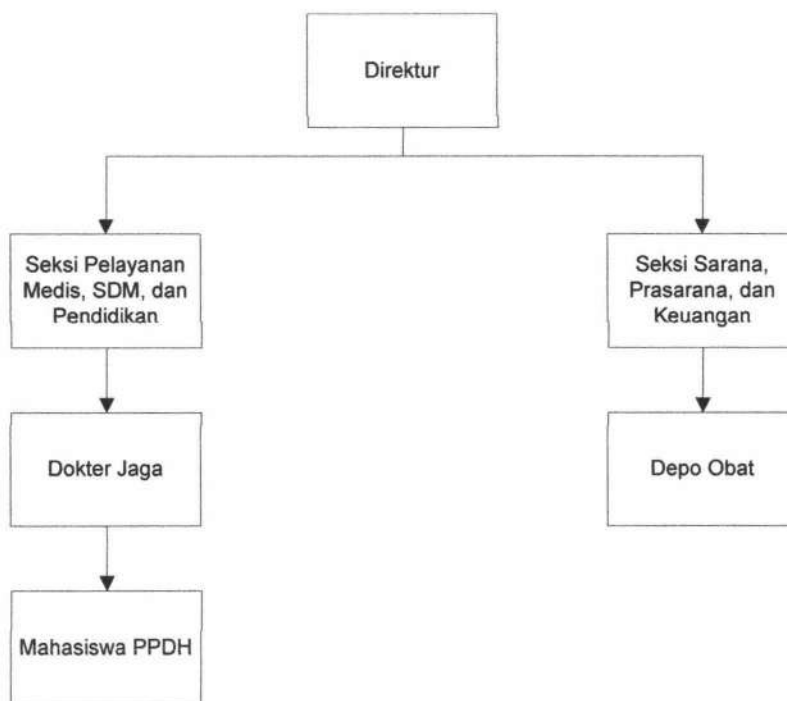 Direktur
Seksi Pelayanan
Medis, SDM, dan
Pendidikan
Seksi Sarana,
Prasarana, dan
Keuangan
Dokter Jaga
Depo Obat
Mahasiswa PPDH